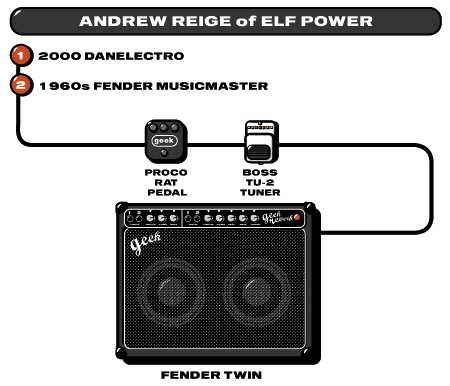 ANDREW REIGE of ELF POWER
1 2000 DANELECTRO
2 1960s FENDER MUSICMASTER
geek
PROCO
RAT
PEDAL
BOSS
TU-2
TUNER
geek reverb
geek
FENDER TWIN